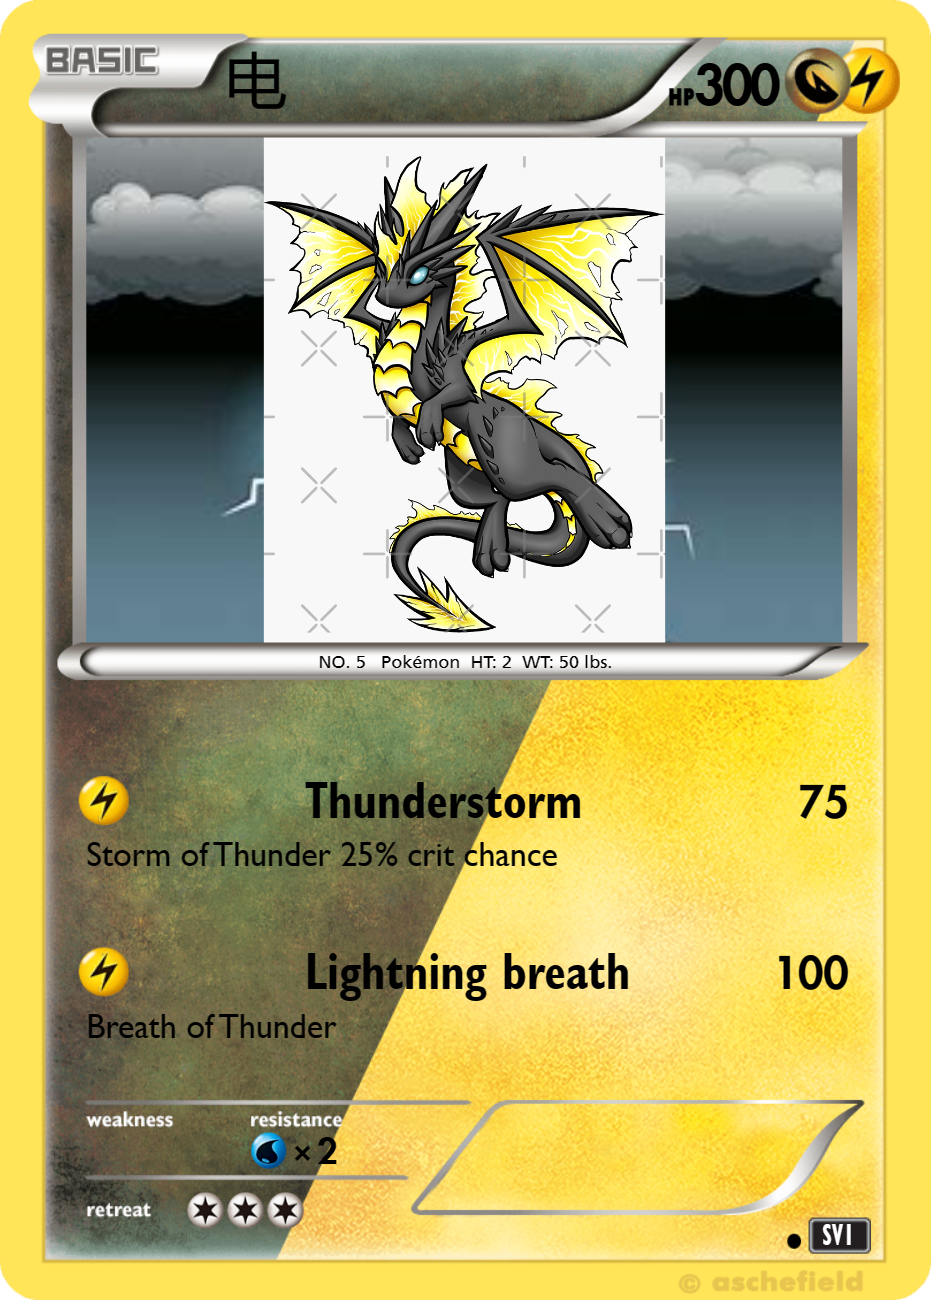 BASIC
电
HP300
NO. 5 Pokémon HT: 2 WT: 50 lbs.
Thunderstorm 75
Storm of Thunder 25% crit chance
Lightning breath 100
Breath of Thunder
weakness resistance
× 2
retreat
SV1
© aschefield